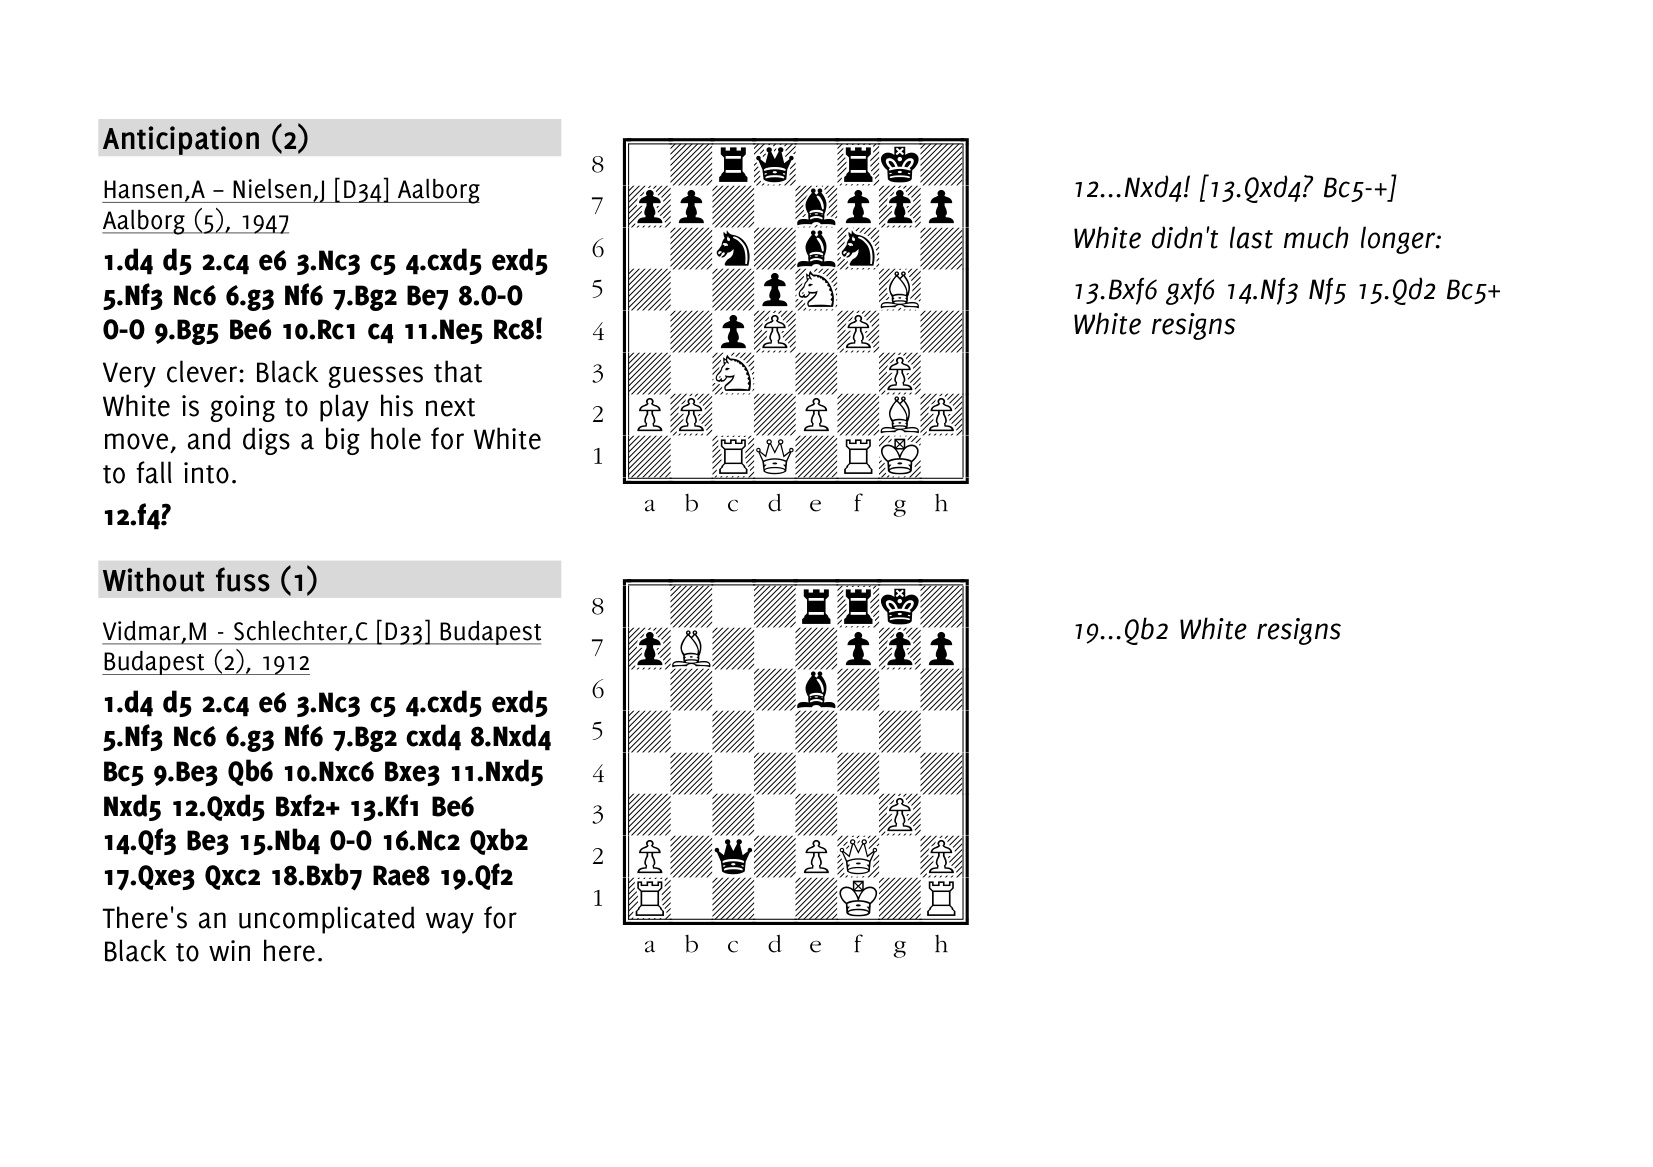 Anticipation (2)
Hansen,A – Nielsen,J [D34] Aalborg
Aalborg (5), 1947
1.d4 d5 2.c4 e6 3.Nc3 c5 4.cxd5 exd5
5.Nf3 Nc6 6.g3 Nf6 7.Bg2 Be7 8.O-O
O-O 9.Bg5 Be6 10.Rc1 c4 11.Ne5 Rc8!
Very clever: Black guesses that
White is going to play his next
move, and digs a big hole for White
to fall into.
12.f4?
8
7
6
5
4
3
2
1
a b c d e f g h
12...Nxd4! [13.Qxd4? Bc5-+]
White didn't last much longer:
13.Bxf6 gxf6 14.Nf3 Nf5 15.Qd2 Bc5+
White resigns
Without fuss (1)
Vidmar,M - Schlechter,C [D33] Budapest
Budapest (2), 1912
1.d4 d5 2.c4 e6 3.Nc3 c5 4.cxd5 exd5
5.Nf3 Nc6 6.g3 Nf6 7.Bg2 cxd4 8.Nxd4
Bc5 9.Be3 Qb6 10.Nxc6 Bxe3 11.Nxd5
Nxd5 12.Qxd5 Bxf2+ 13.Kf1 Be6
14.Qf3 Be3 15.Nb4 O-O 16.Nc2 Qxb2
17.Qxe3 Qxc2 18.Bxb7 Rae8 19.Qf2
There's an uncomplicated way for
Black to win here.
8
7
6
5
4
3
2
1
a b c d e f g h
19...Qb2 White resigns